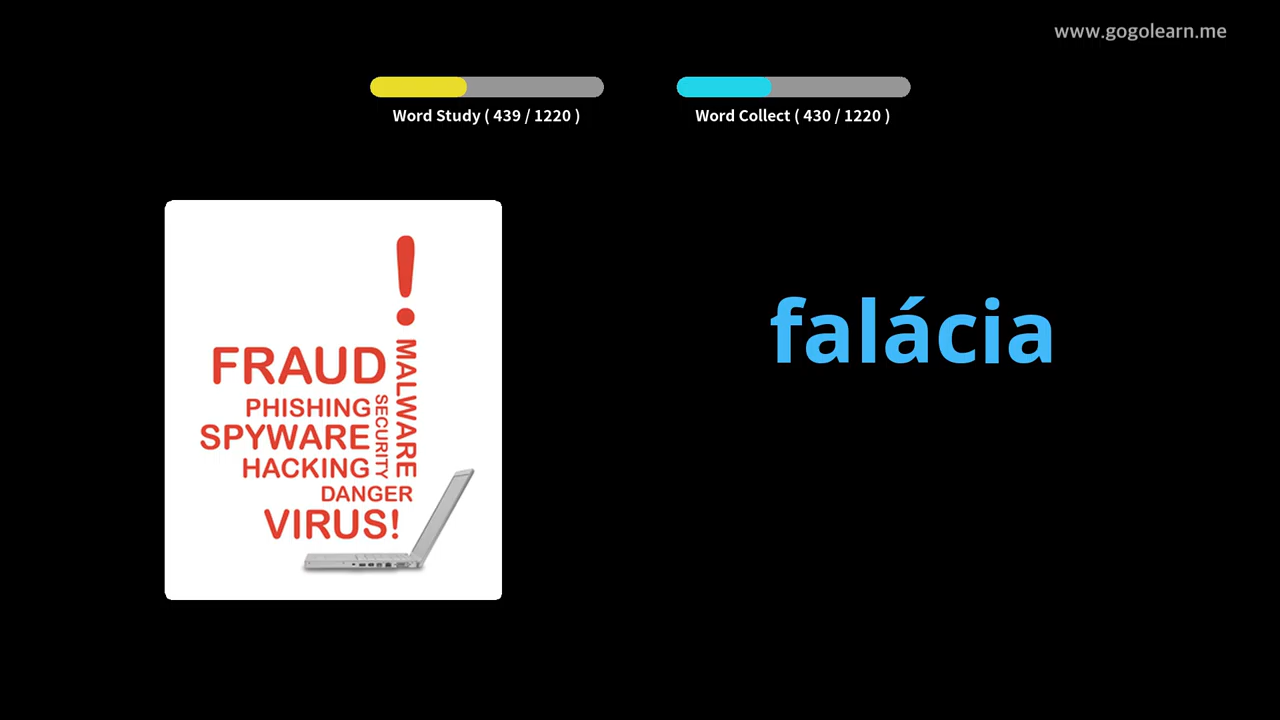 www.gogolearn.me
Word Study ( 439 / 1220 )
Word Collect ( 430 / 1220 )
!
FRAUD
MALWARE
PHISHING
SECURITY
SPYWARE
HACKING
DANGER
VIRUS!
falácia